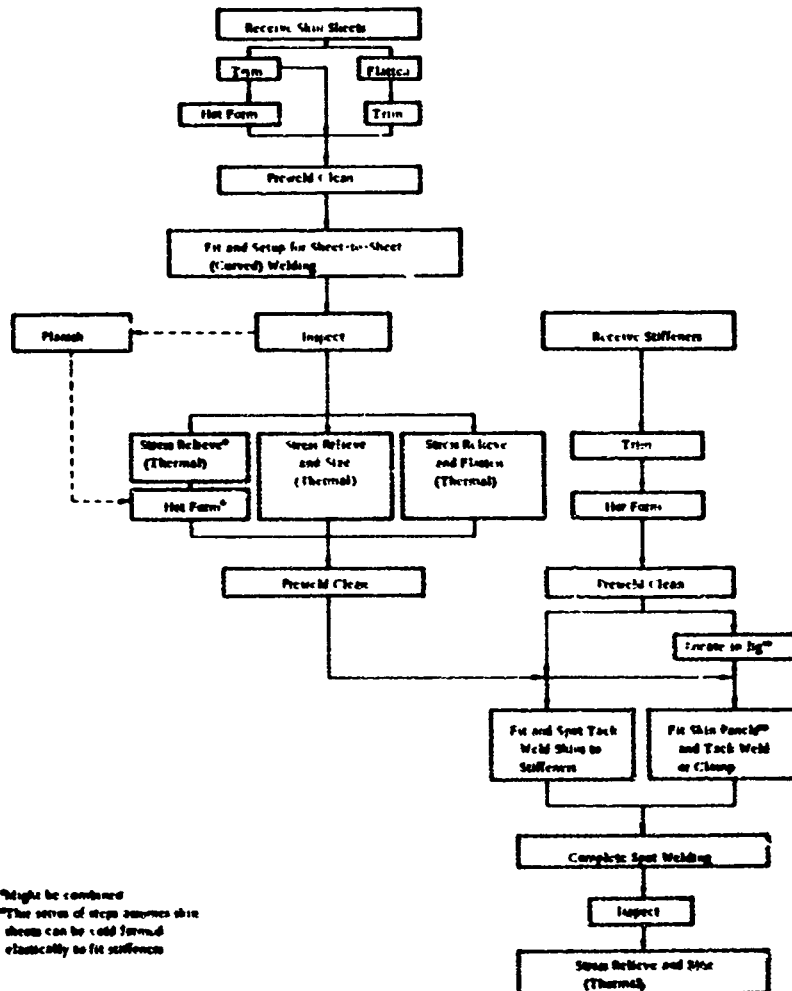 Receive Skin Sheets
Trim
Flatten
Hot Form
Trim
Preweld Clean
Fit and Setup for Sheet-to-Sheet
(Curved) Welding
Planish
Inspect
Receive Stiffeners
Stress Relieve*
(Thermal)
Hot Form*
Stress Relieve
and Size
(Thermal)
Stress Relieve
and Flatten
(Thermal)
Trim
Hot Form
Preweld Clean
Preweld Clean
Locate in Jig**
Fit and Spot Tack
Weld Skins to
Stiffeners
Fit Skin Panels**
and Tack Weld
or Clamp
Complete Spot Welding
Inspect
Stress Relieve and Size
(Thermal)
*Might be combined
**This series of steps assumes skin
sheets can be cold formed
elastically to fit stiffeners